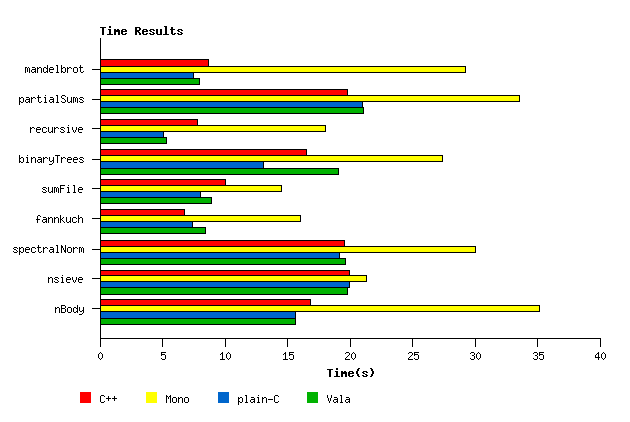 Time Results
mandelbrot
partialSums
recursive
binaryTrees
sumFile
fannkuch
spectralNorm
nsieve
nBody
0 5 10 15 20 25 30 35 40
Time(s)
C++ Mono plain-C Vala